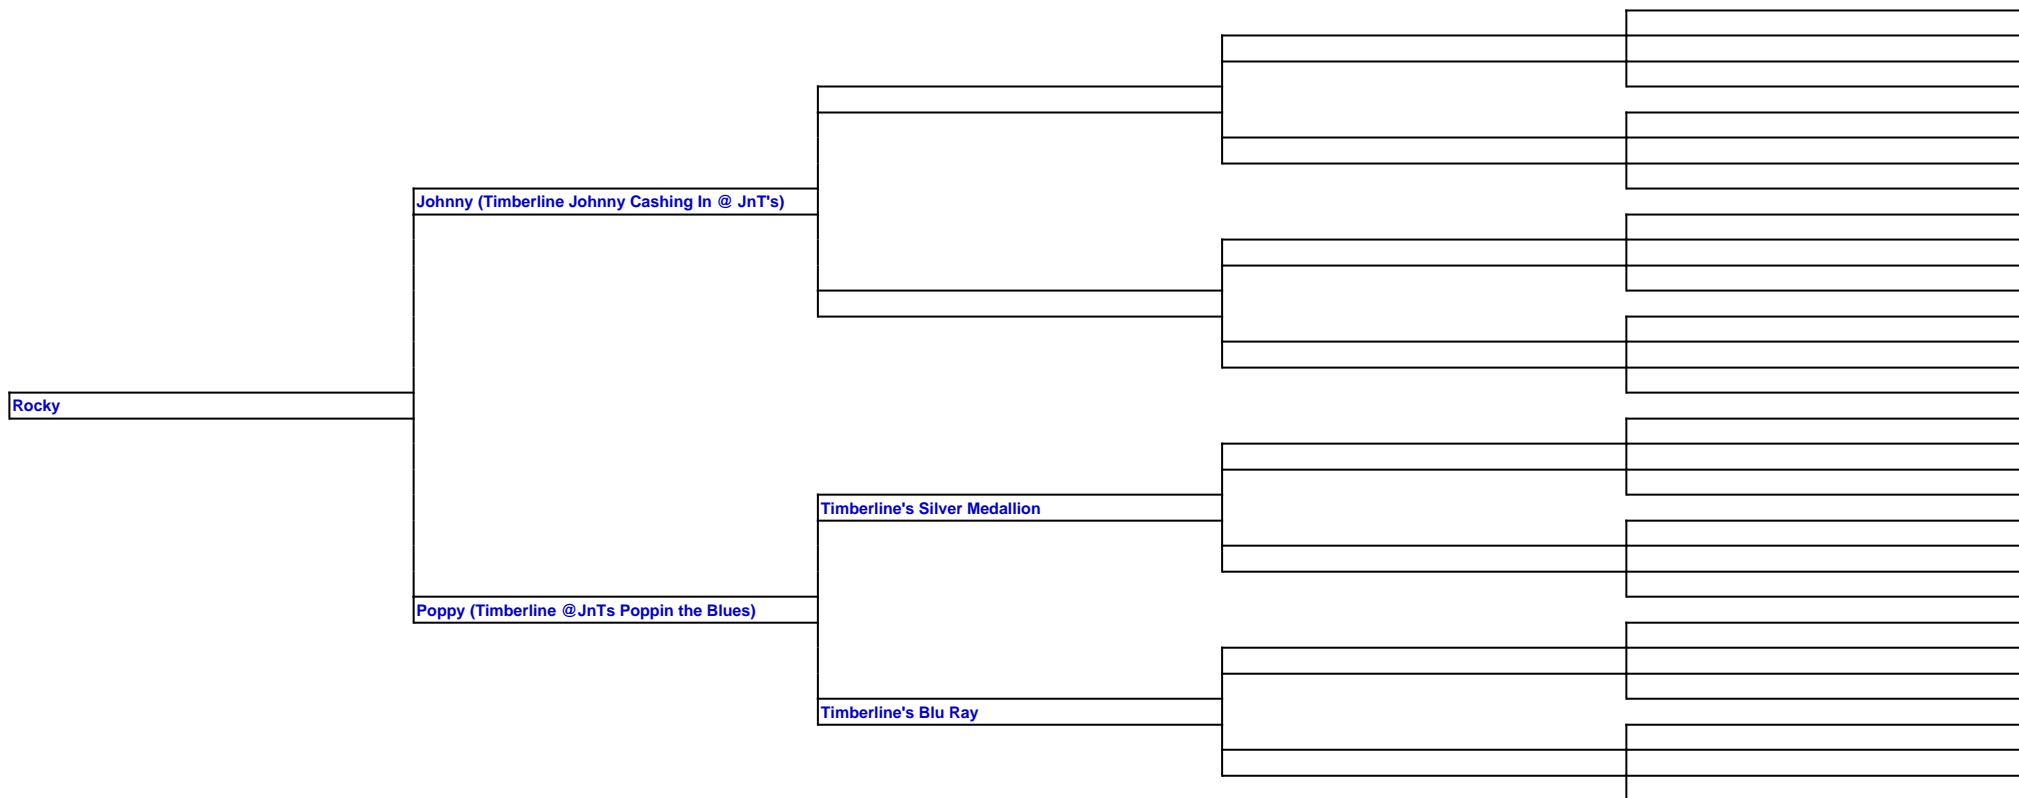 Johnny (Timberline Johnny Cashing In @ JnT's)
Rocky
Timberline's Silver Medallion
Poppy (Timberline @JnTs Poppin the Blues)
Timberline's Blu Ray